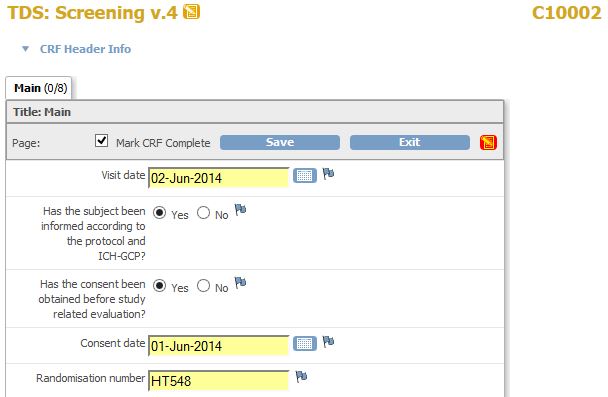 TDS: Screening v.4 C10002
CRF Header Info
Main (0/8)
Title: Main
Page: Mark CRF Complete Save Exit
Visit date 02-Jun-2014
Has the subject been
informed according to
the protocol and
ICH-GCP? Yes No
Has the consent been
obtained before study
related evaluation? Yes No
Consent date 01-Jun-2014
Randomisation number HT548